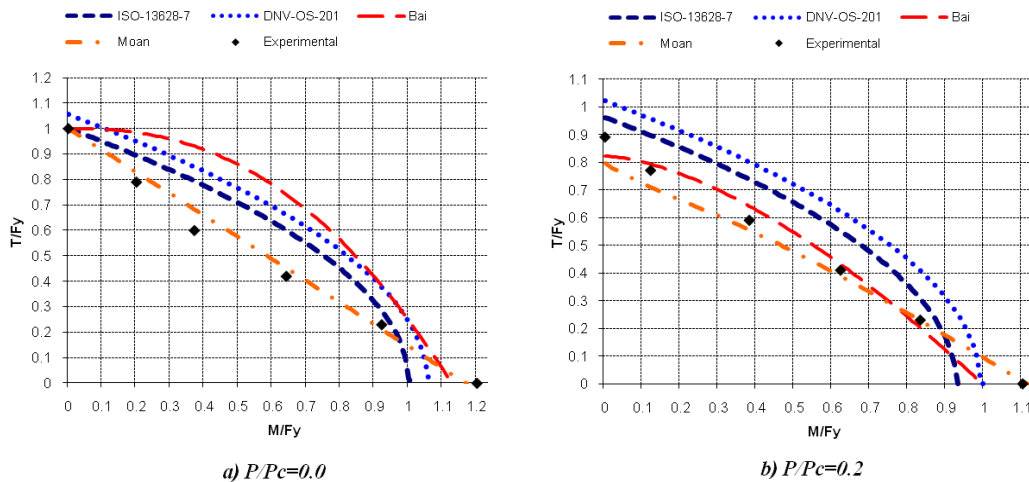 ISO-13628-7 DNV-OS-201 Bai
Moan Experimental
1.2
1.1
1
0.9
0.8
0.7
0.6
0.5
0.4
0.3
0.2
0.1
0
T/Fy
0 0.1 0.2 0.3 0.4 0.5 0.6 0.7 0.8 0.9 1 1.1 1.2
M/Fy
a) P/Pc=0.0
ISO-13628-7 DNV-OS-201 Bai
Moan Experimental
1.1
1
0.9
0.8
0.7
0.6
0.5
0.4
0.3
0.2
0.1
0
T/Fy
0 0.1 0.2 0.3 0.4 0.5 0.6 0.7 0.8 0.9 1 1.1
M/Fy
b) P/Pc=0.2